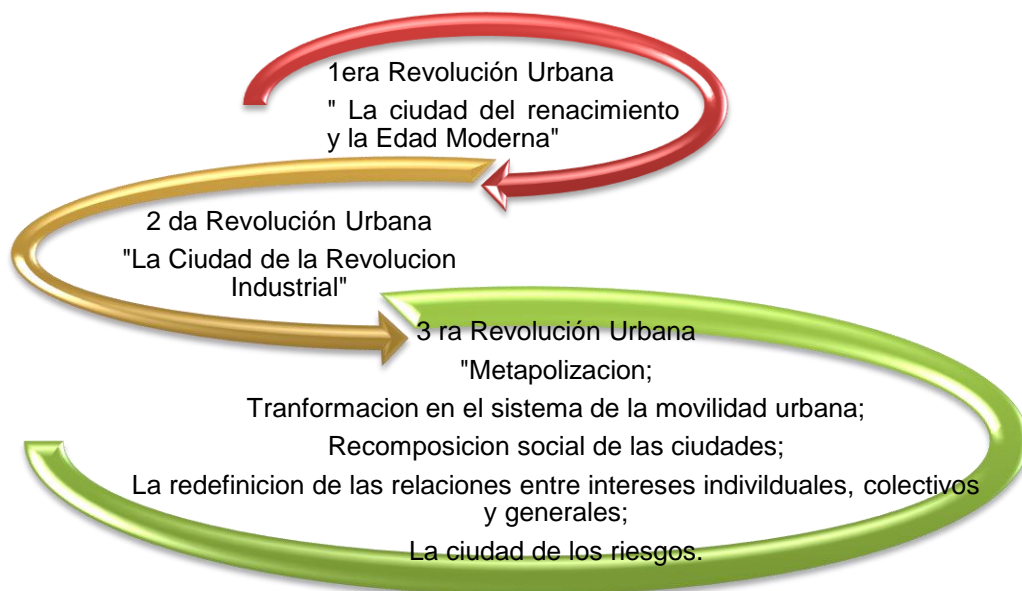 1era Revolución Urbana
" La ciudad del renacimiento
y la Edad Moderna"
2 da Revolución Urbana
"La Ciudad de la Revolucion
Industrial"
3 ra Revolución Urbana
"Metapolizacion;
Tranformacion en el sistema de la movilidad urbana;
Recomposicion social de las ciudades;
La redefinicion de las relaciones entre intereses indivilduales, colectivos
y generales;
La ciudad de los riesgos.